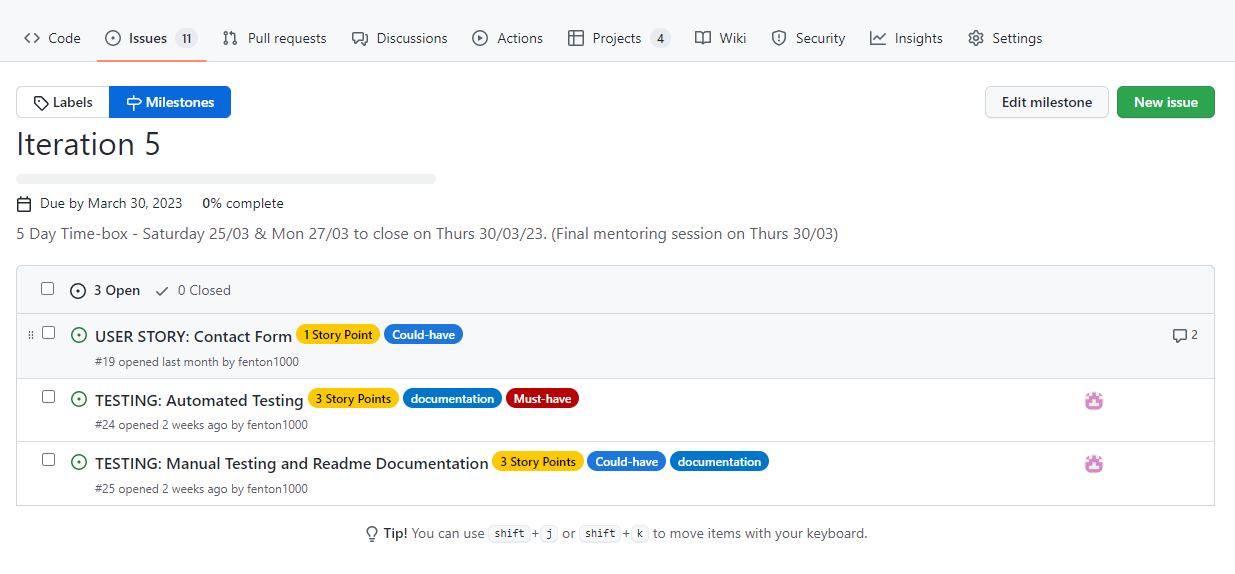 Code Issues 11 Pull requests Discussions Actions Projects 4 Wiki Security Insights Settings
Labels Milestones Edit milestone New issue
Iteration 5
Due by March 30, 2023 0% complete
5 Day Time-box - Saturday 25/03 & Mon 27/03 to close on Thurs 30/03/23. (Final mentoring session on Thurs 30/03)
3 Open 0 Closed
USER STORY: Contact Form 1 Story Point Could-have 2
#19 opened last month by fenton1000
TESTING: Automated Testing 3 Story Points documentation Must-have
#24 opened 2 weeks ago by fenton1000
TESTING: Manual Testing and Readme Documentation 3 Story Points Could-have documentation
#25 opened 2 weeks ago by fenton1000
Tip! You can use shift + j or shift + k to move items with your keyboard.